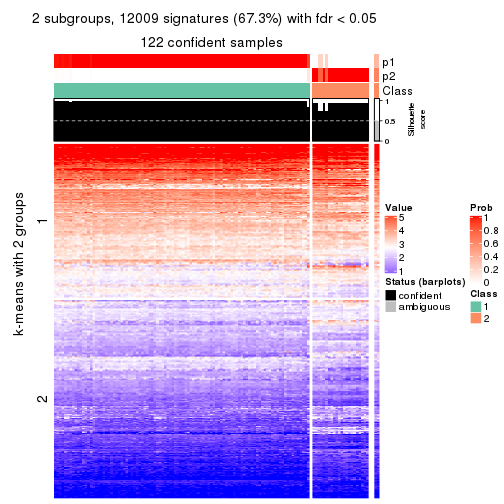 2 subgroups, 12009 signatures (67.3%) with fdr < 0.05
122 confident samples
p1
p2
Class
1
0.5
0
Silhouette
score
k-means with 2 groups
1
2
Value
5
4
3
2
1
Status (barplots)
confident
ambiguous
Prob
1
0.8
0.6
0.4
0.2
0
Class
1
2